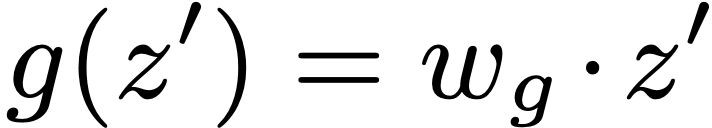 g(z′) = w_g · z′